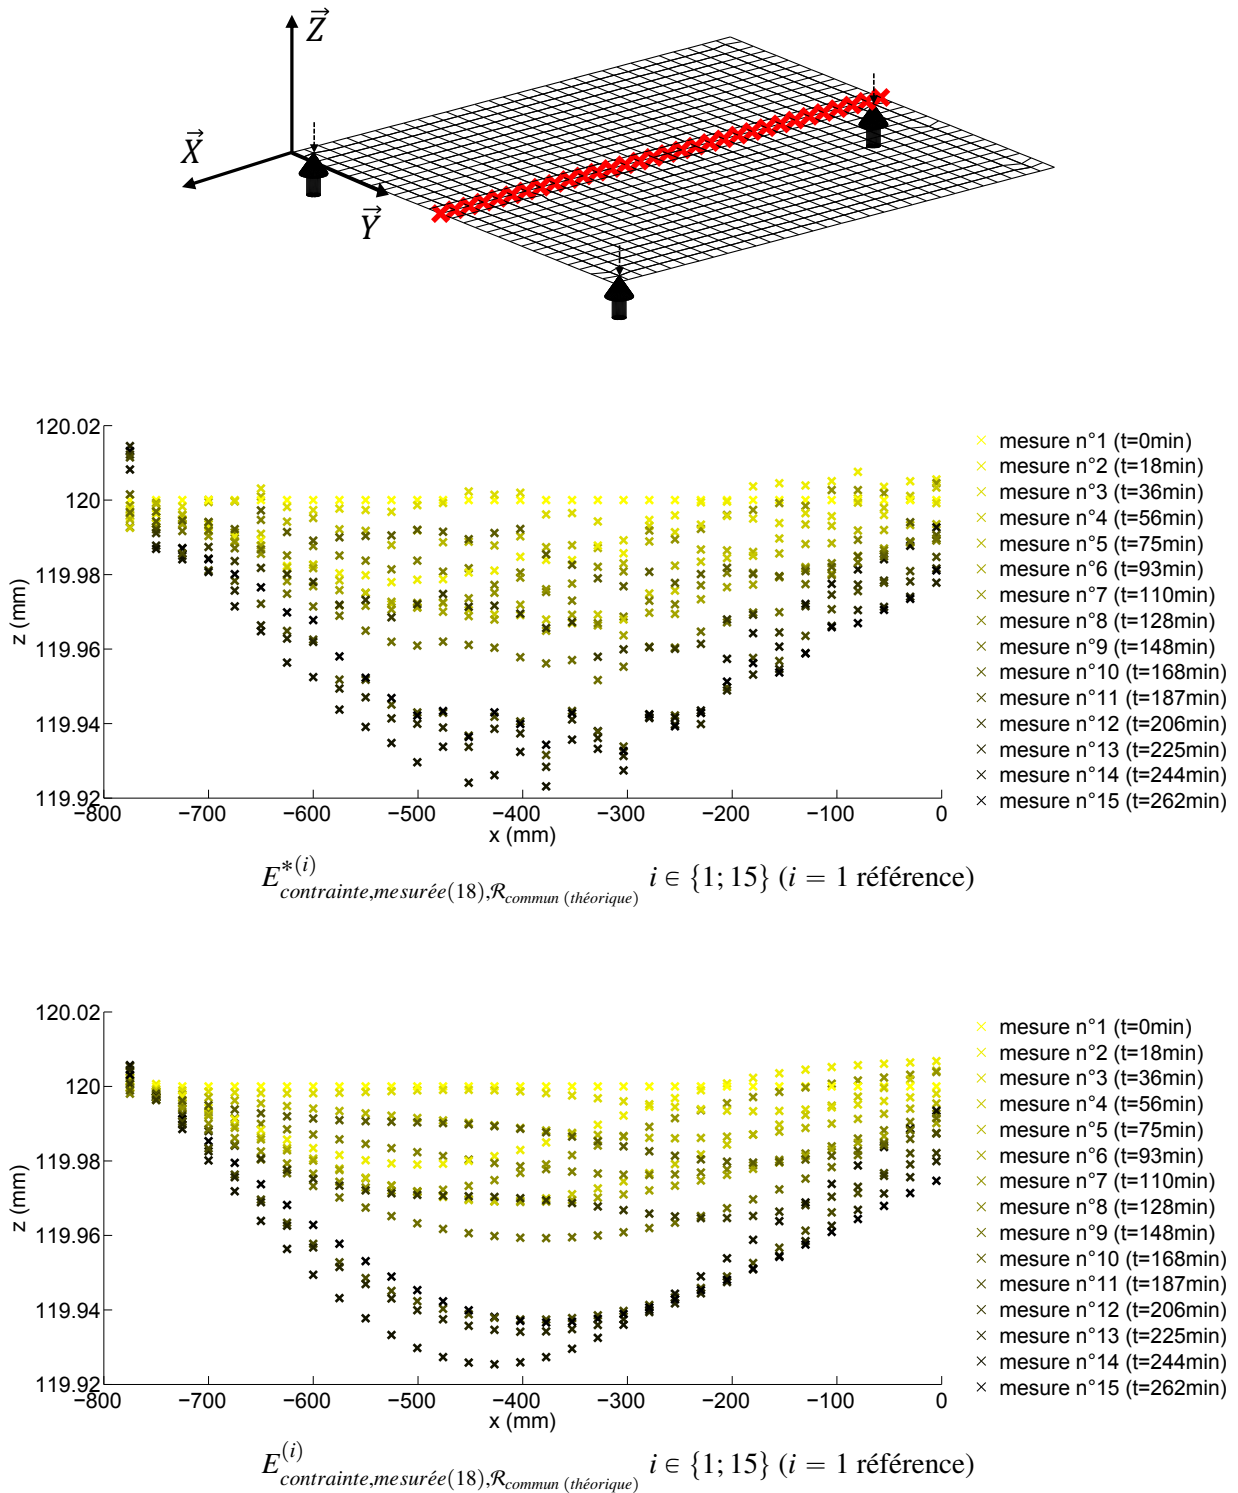 Z
X
Y
120.02
120
119.98
119.96
119.94
119.92
z (mm)
−800 −700 −600 −500 −400 −300 −200 −100 0
x (mm)
mesure n°1 (t=0min)
mesure n°2 (t=18min)
mesure n°3 (t=36min)
mesure n°4 (t=56min)
mesure n°5 (t=75min)
mesure n°6 (t=93min)
mesure n°7 (t=110min)
mesure n°8 (t=128min)
mesure n°9 (t=148min)
mesure n°10 (t=168min)
mesure n°11 (t=187min)
mesure n°12 (t=206min)
mesure n°13 (t=225min)
mesure n°14 (t=244min)
mesure n°15 (t=262min)
E*(i) contrainte,mesurée(18),R commun (théorique) i ∈ {1; 15} (i = 1 référence)
120.02
120
119.98
119.96
119.94
119.92
z (mm)
−800 −700 −600 −500 −400 −300 −200 −100 0
x (mm)
mesure n°1 (t=0min)
mesure n°2 (t=18min)
mesure n°3 (t=36min)
mesure n°4 (t=56min)
mesure n°5 (t=75min)
mesure n°6 (t=93min)
mesure n°7 (t=110min)
mesure n°8 (t=128min)
mesure n°9 (t=148min)
mesure n°10 (t=168min)
mesure n°11 (t=187min)
mesure n°12 (t=206min)
mesure n°13 (t=225min)
mesure n°14 (t=244min)
mesure n°15 (t=262min)
E(i) contrainte,mesurée(18),R commun (théorique) i ∈ {1; 15} (i = 1 référence)